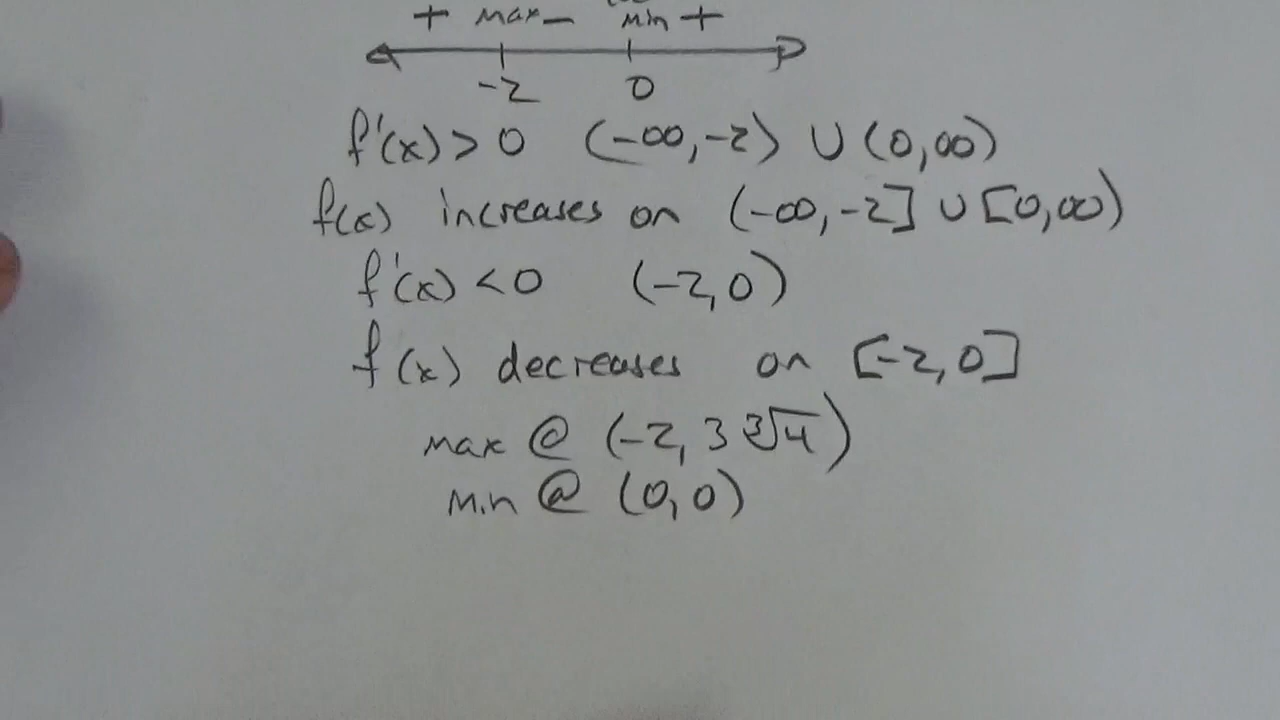 + max - min +
-2 0
f'(x) > 0 (-∞, -2) ∪ (0, ∞)
f(x) increases on (-∞, -2] ∪ [0, ∞)
f'(x) < 0 (-2, 0)
f(x) decreases on [-2, 0]
max @ (-2, 3 ∛4)
min @ (0, 0)